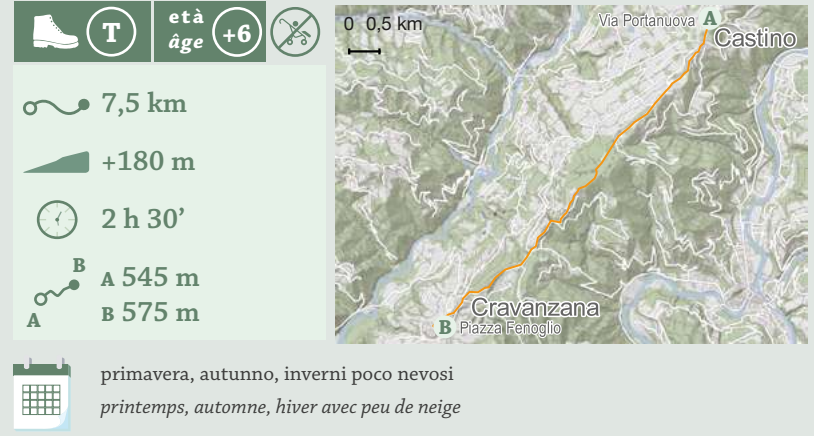 T
età
âge
+6
7,5 km
+180 m
2 h 30’
B
A
A 545 m
B 575 m
0 0,5 km
Via Portanuova A
Castino
Cravanzana
B Piazza Fenoglio
primavera, autunno, inverni poco nevosi
printemps, automne, hiver avec peu de neige